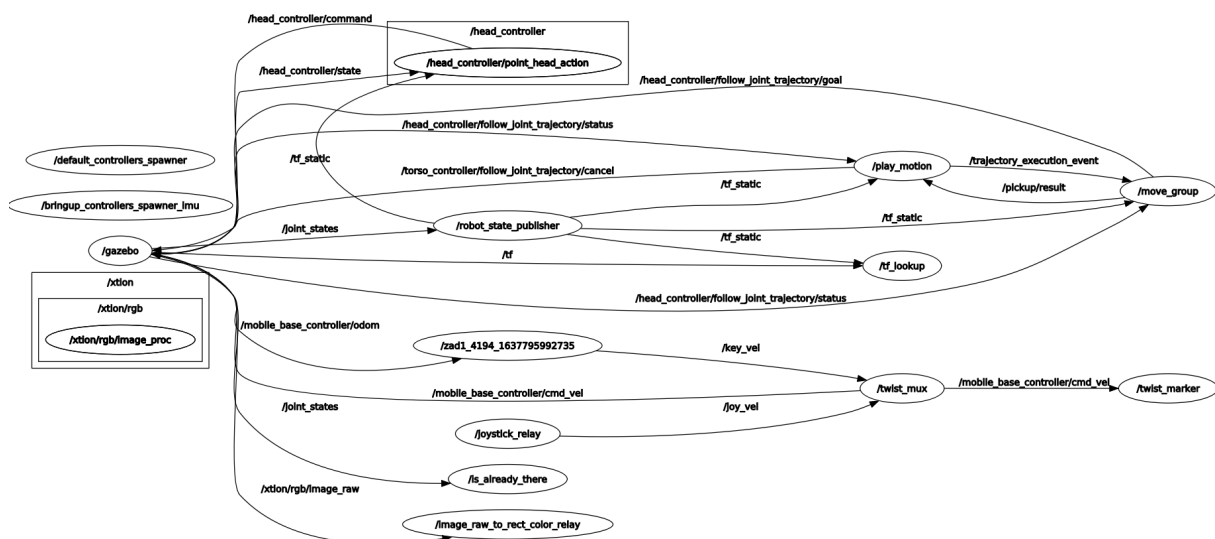 /head_controller/command
/head_controller
/head_controller/point_head_action
/head_controller/state
/head_controller/follow_joint_trajectory/goal
/head_controller/follow_joint_trajectory/status
/default_controllers_spawner
/tf_static
/play_motion
/trajectory_execution_event
/torso_controller/follow_joint_trajectory/cancel
/tf_static
/pickup/result
/move_group
/bringup_controllers_spawner_imu
/robot_state_publisher
/tf_static
/joint_states
/tf_static
/gazebo
/tf
/tf_lookup
/xtion
/head_controller/follow_joint_trajectory/status
/xtion/rgb
/mobile_base_controller/odom
/xtion/rgb/image_proc
/zad1_4194_1637795992735
/key_vel
/mobile_base_controller/cmd_vel
/twist_mux
/mobile_base_controller/cmd_vel
/twist_marker
/joint_states
/joy_vel
/joystick_relay
/is_already_there
/xtion/rgb/image_raw
/image_raw_to_rect_color_relay